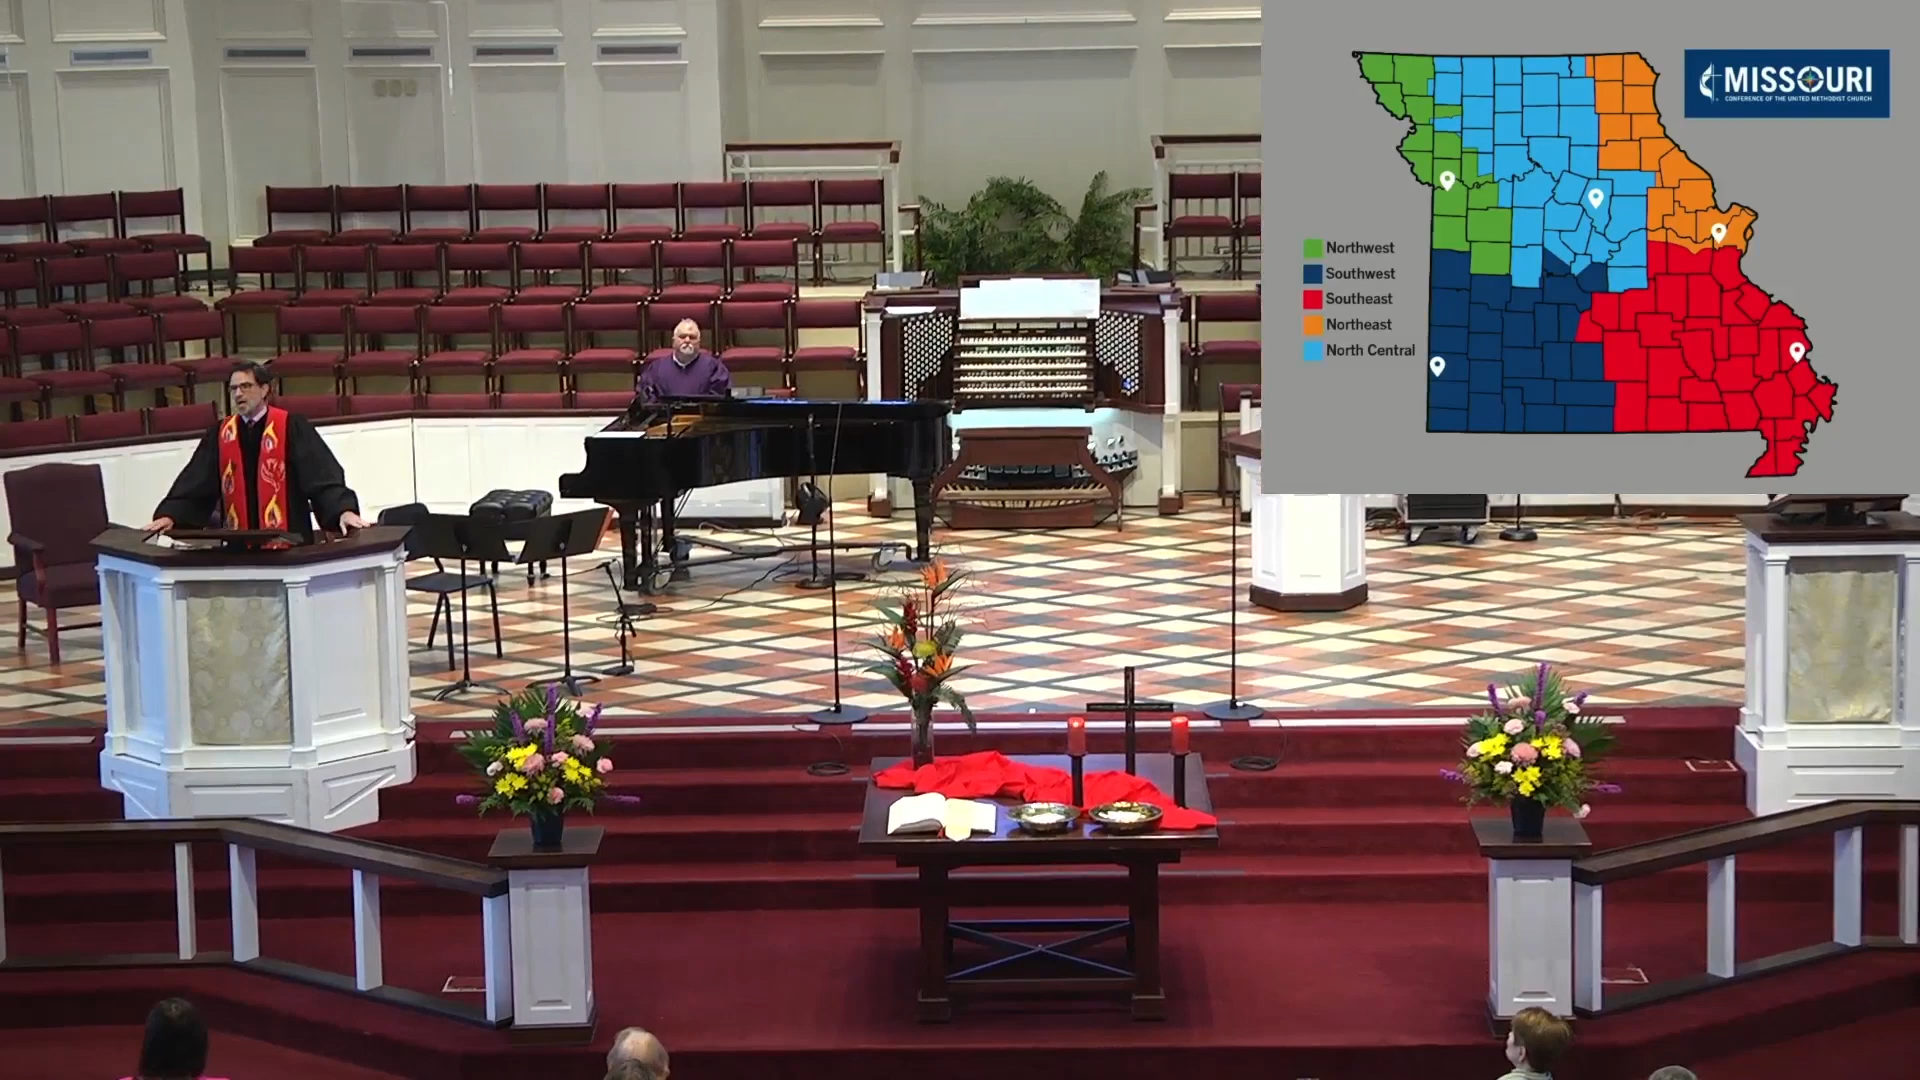 MISSOURI
CONFERENCE OF THE UNITED METHODIST CHURCH
Northwest
Southwest
Southeast
Northeast
North Central